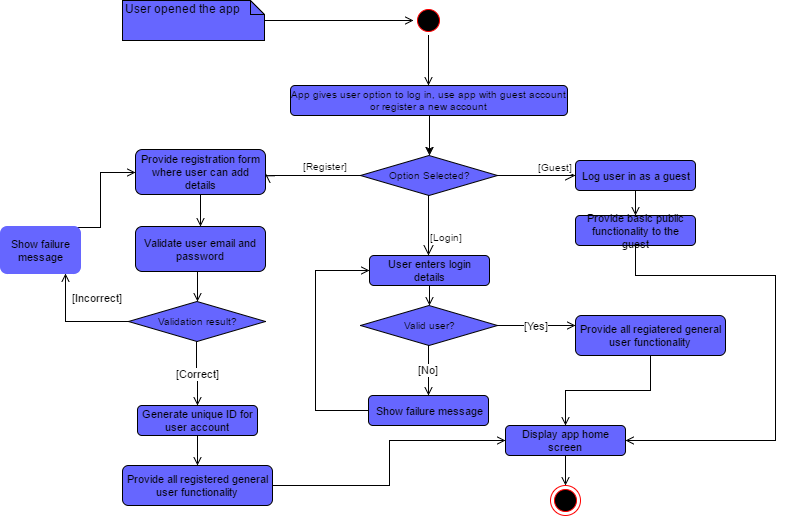 User opened the app
App gives user option to log in, use app with guest account
or register a new account
Provide registration form
where user can add
details
[Register]
Option Selected?
[Guest]
Log user in as a guest
Provide basic public
functionality to the
guest
Show failure
message
Validate user email and
password
[Login]
User enters login
details
[Incorrect]
Validation result?
Valid user?
[Yes]
Provide all regiatered general
user functionality
[Correct]
[No]
Generate unique ID for
user account
Show failure message
Display app home
screen
Provide all registered general
user functionality